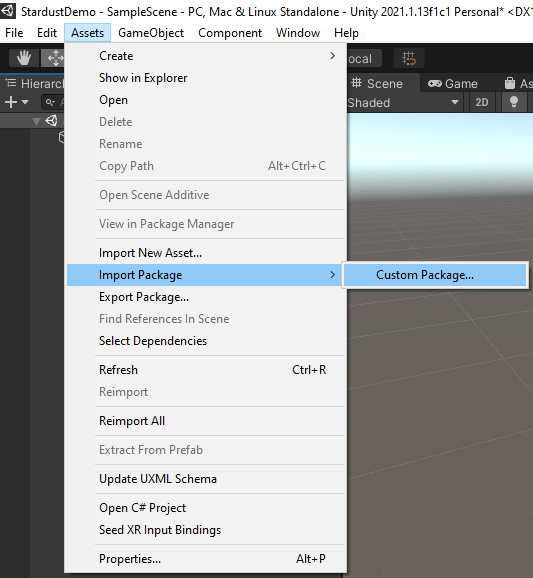 StardustDemo - SampleScene - PC, Mac & Linux Standalone - Unity 2021.1.13f1c1 Personal* <DX
File Edit Assets GameObject Component Window Help
ocal
Hierarch
Scene Game As
Shaded 2D
Create
Show in Explorer
Open
Delete
Rename
Copy Path Alt+Ctrl+C
Open Scene Additive
View in Package Manager
Import New Asset...
Import Package Custom Package...
Export Package...
Find References In Scene
Select Dependencies
Refresh Ctrl+R
Reimport
Reimport All
Extract From Prefab
Update UXML Schema
Open C# Project
Seed XR Input Bindings
Properties... Alt+P